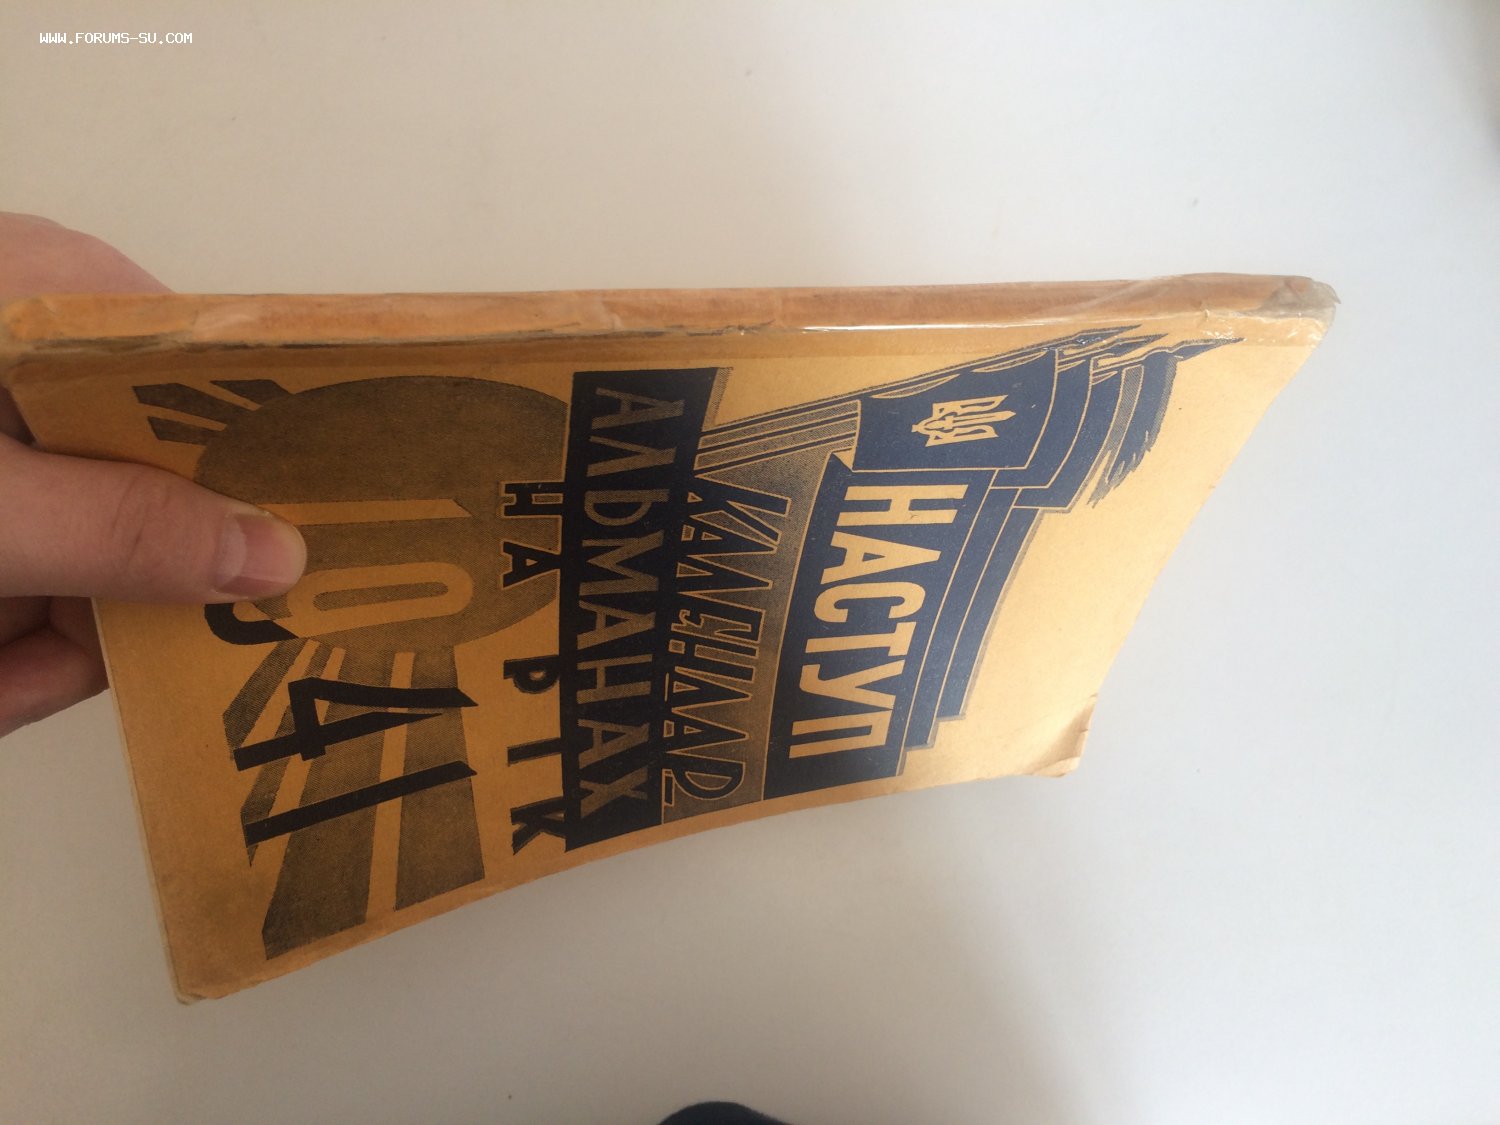 WWW.FORUMS-SU.COM
НАСТУП
КАЛЕНДАР
АЛЬМАНАХ
НА РІК
1941